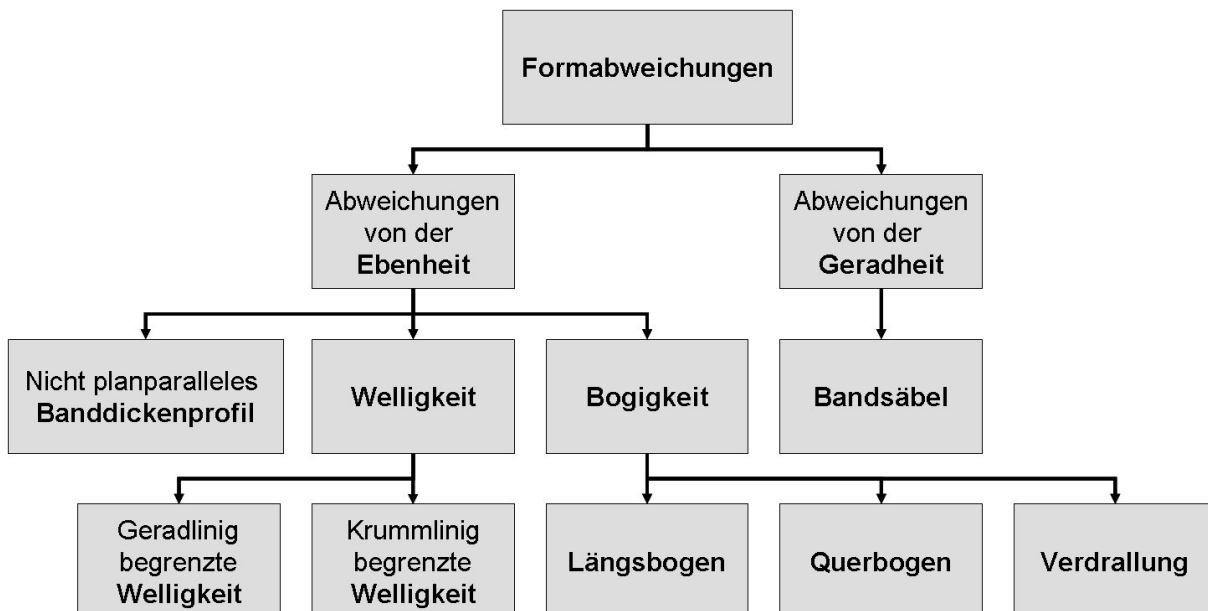 Formabweichungen
Abweichungen
von der
Ebenheit
Abweichungen
von der
Geradheit
Nicht planparalleles
Banddickenprofil
Welligkeit
Bogigkeit
Bandsäbel
Geradlinig
begrenzte
Welligkeit
Krummlinig
begrenzte
Welligkeit
Längsbogen
Querbogen
Verdrallung